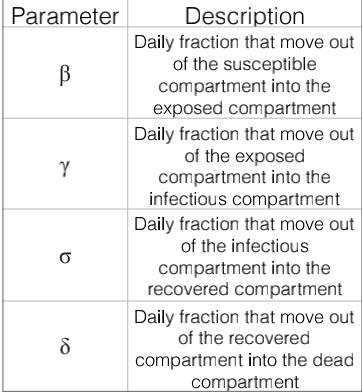 Parameter Description
β Daily fraction that move out
of the susceptible
compartment into the
exposed compartment
γ Daily fraction that move out
of the exposed
compartment into the
infectious compartment
σ Daily fraction that move out
of the infectious
compartment into the
recovered compartment
δ Daily fraction that move out
of the recovered
compartment into the dead
compartment